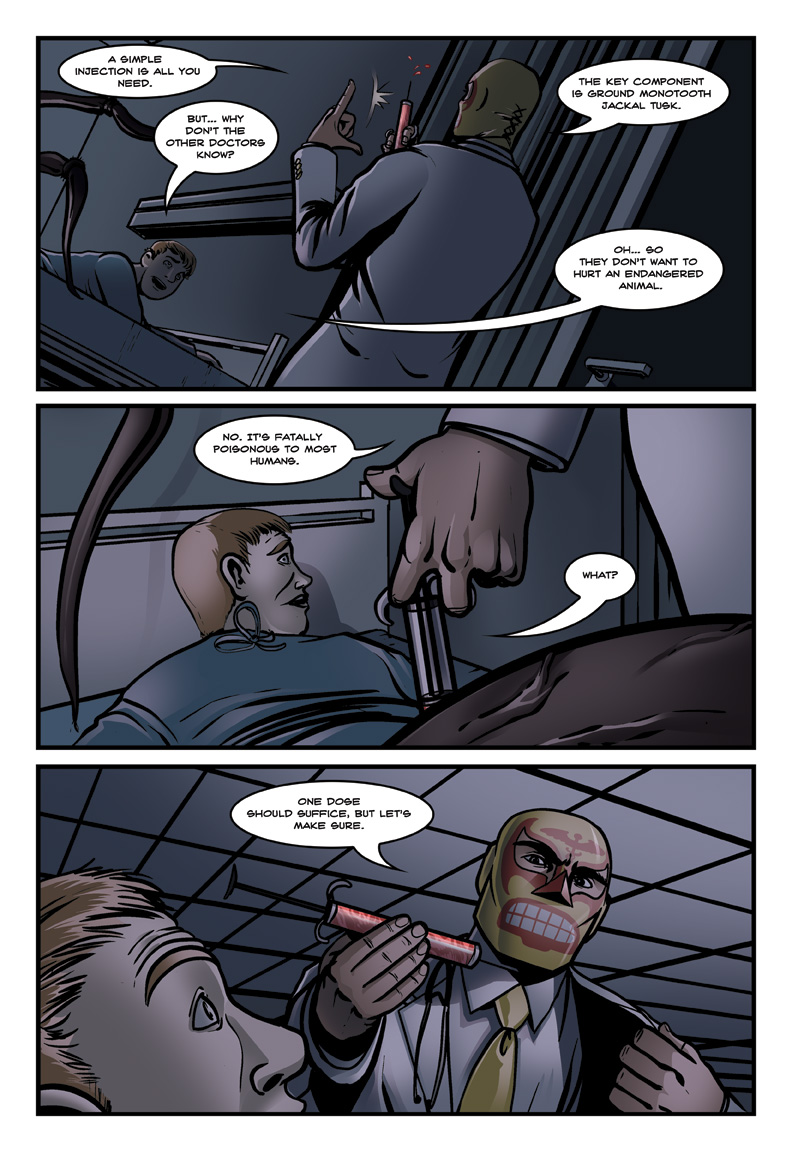 A SIMPLE
INJECTION IS ALL YOU
NEED.
BUT... WHY
DON'T THE
OTHER DOCTORS
KNOW?
THE KEY COMPONENT
IS GROUND MONOTOOTH
JACKAL TUSK.
OH... SO
THEY DON'T WANT TO
HURT AN ENDANGERED
ANIMAL.
NO. IT'S FATALLY
POISONOUS TO MOST
HUMANS.
WHAT?
ONE DOSE
SHOULD SUFFICE, BUT LET'S
MAKE SURE.